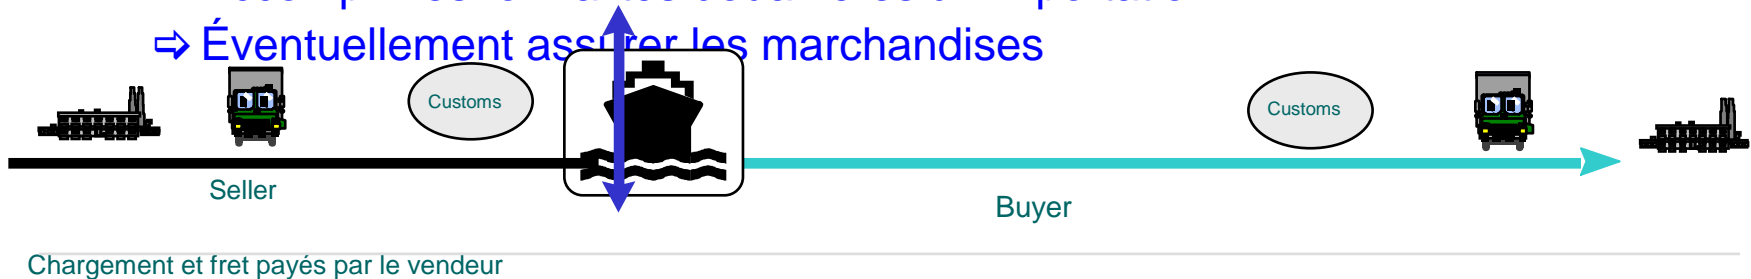 ⇨ Éventuellement assurer les marchandises
Customs
Customs
Seller
Buyer
Chargement et fret payés par le vendeur